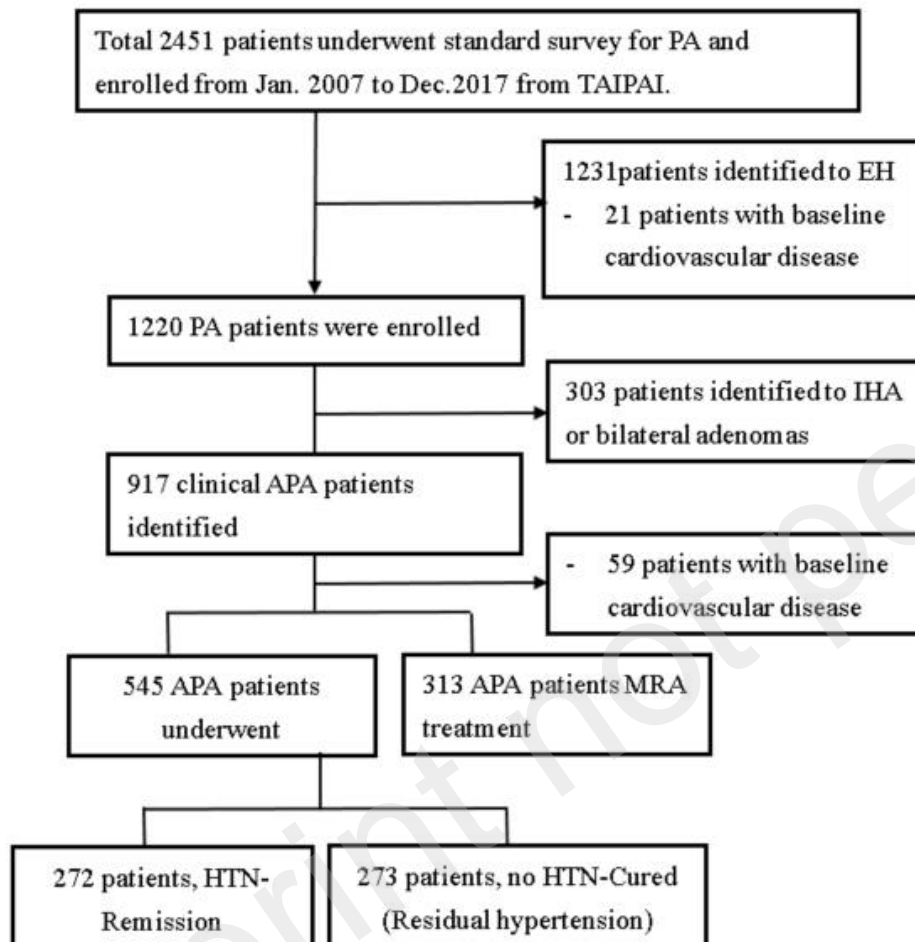 Total 2451 patients underwent standard survey for PA and
enrolled from Jan. 2007 to Dec.2017 from TAIPAI.
1231patients identified to EH
- 21 patients with baseline
cardiovascular disease
1220 PA patients were enrolled
303 patients identified to IHA
or bilateral adenomas
917 clinical APA patients
identified
- 59 patients with baseline
cardiovascular disease
545 APA patients
underwent
313 APA patients MRA
treatment
272 patients, HTN-
Remission
273 patients, no HTN-Cured
(Residual hypertension)
rint not pe